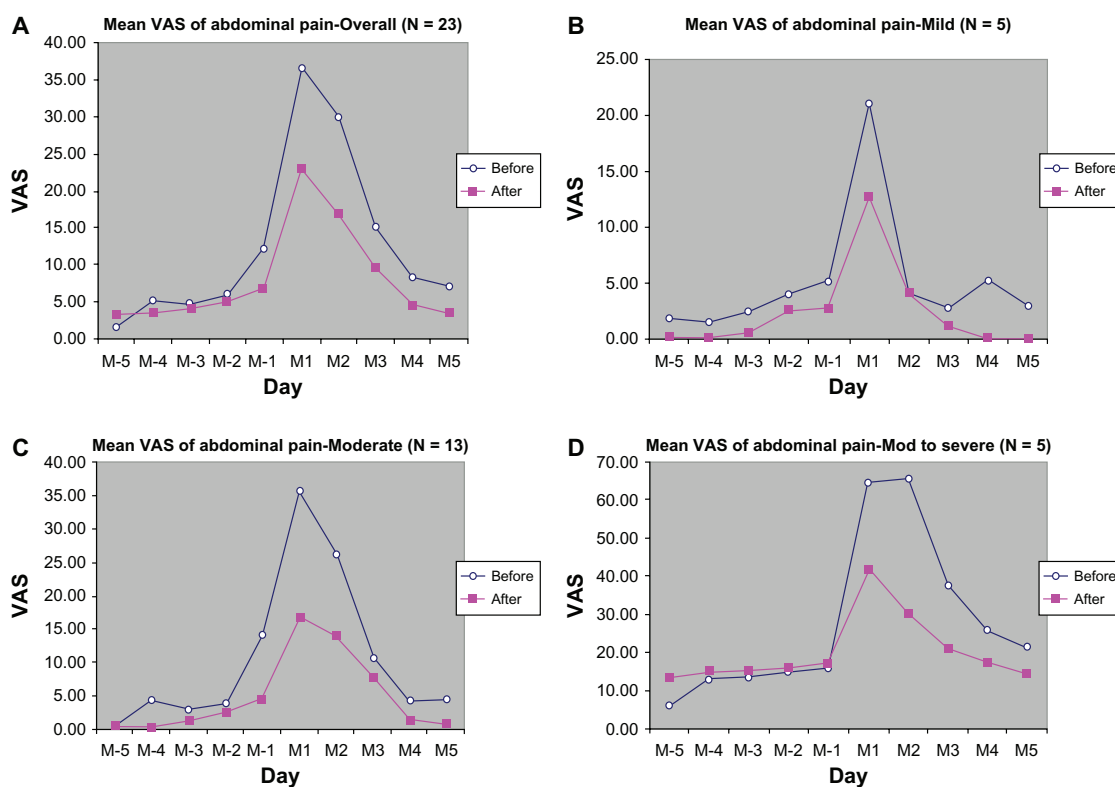 A
Mean VAS of abdominal pain-Overall (N = 23)
40.00
35.00
30.00
25.00
20.00
15.00
10.00
5.00
0.00
VAS
M-5 M-4 M-3 M-2 M-1 M1 M2 M3 M4 M5
Day
Before
After
B
Mean VAS of abdominal pain-Mild (N = 5)
25.00
20.00
15.00
10.00
5.00
0.00
VAS
M-5 M-4 M-3 M-2 M-1 M1 M2 M3 M4 M5
Day
Before
After
C
Mean VAS of abdominal pain-Moderate (N = 13)
40.00
35.00
30.00
25.00
20.00
15.00
10.00
5.00
0.00
VAS
M-5 M-4 M-3 M-2 M-1 M1 M2 M3 M4 M5
Day
Before
After
D
Mean VAS of abdominal pain-Mod to severe (N = 5)
70.00
60.00
50.00
40.00
30.00
20.00
10.00
0.00
VAS
M-5 M-4 M-3 M-2 M-1 M1 M2 M3 M4 M5
Day
Before
After